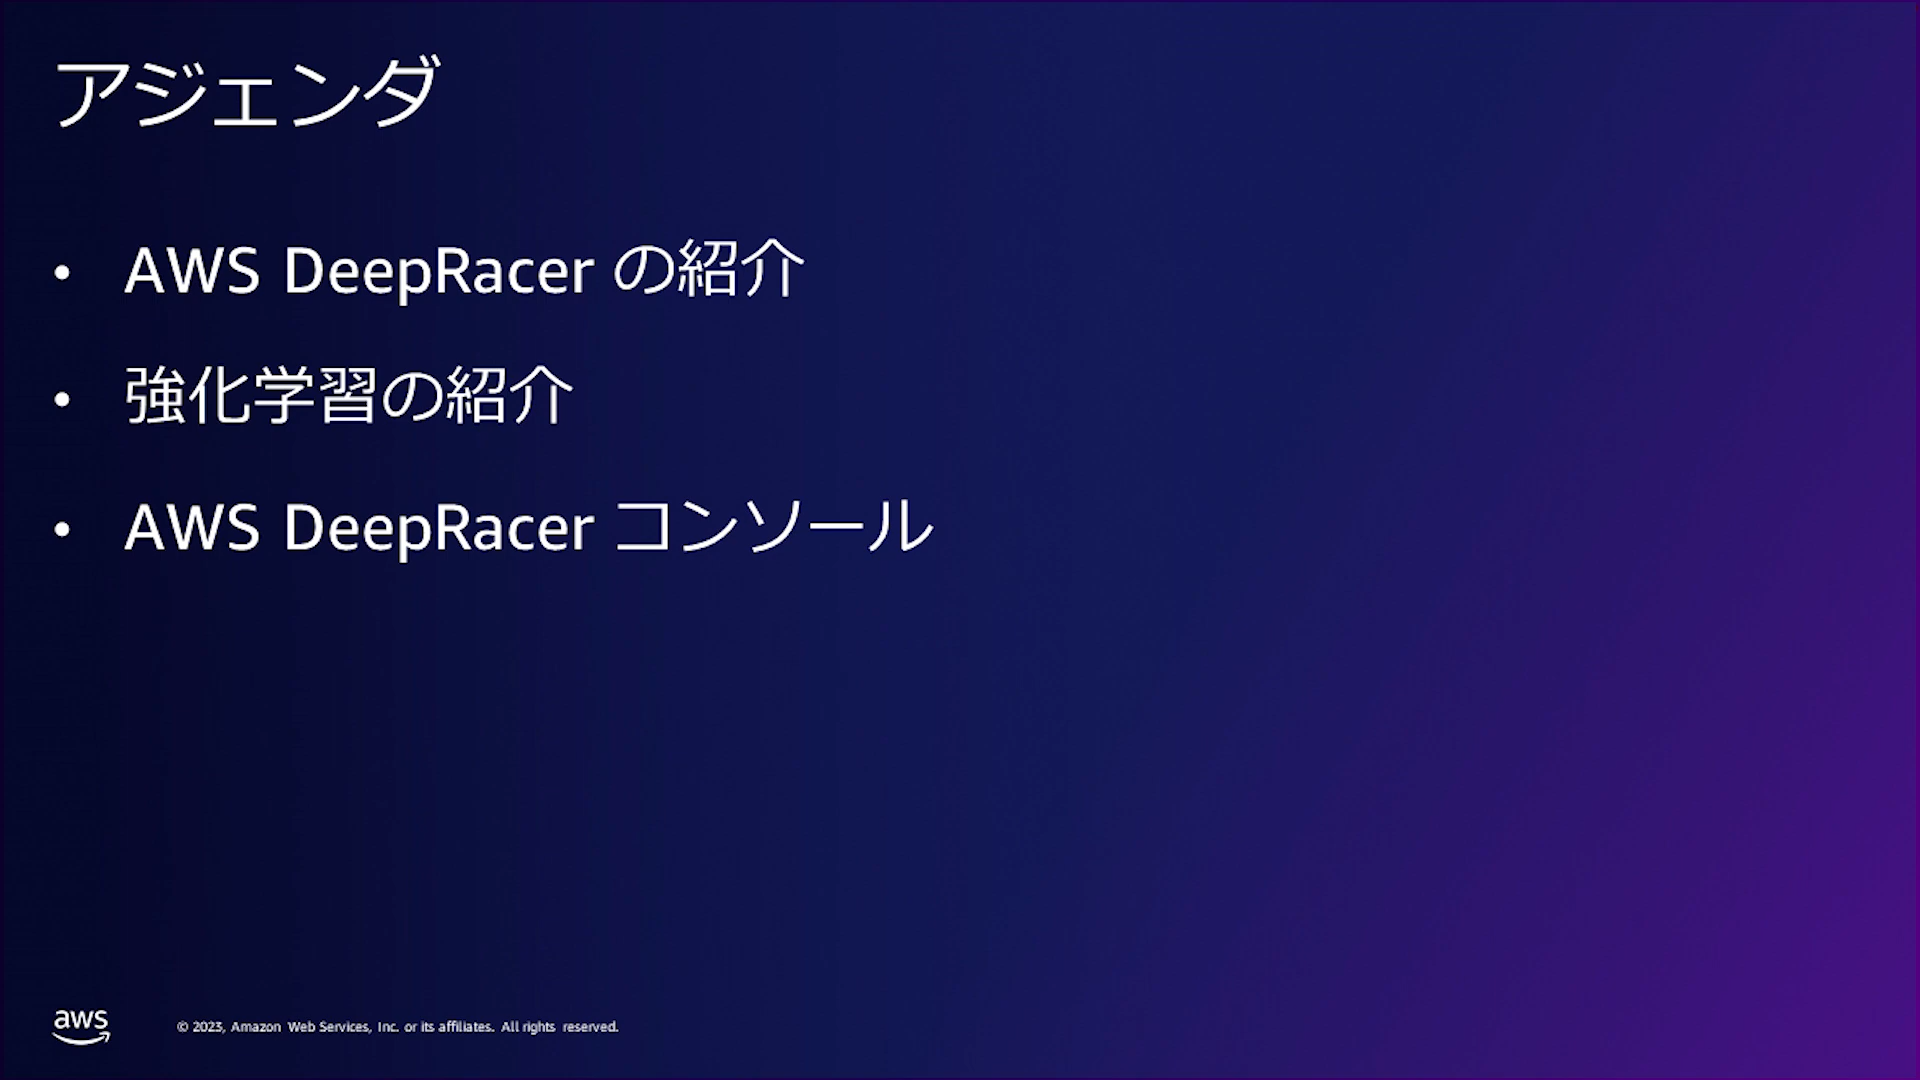 アジェンダ
• AWS DeepRacer の紹介
• 強化学習の紹介
• AWS DeepRacer コンソール
aws
© 2023, Amazon Web Services, Inc. or its affiliates. All rights reserved.